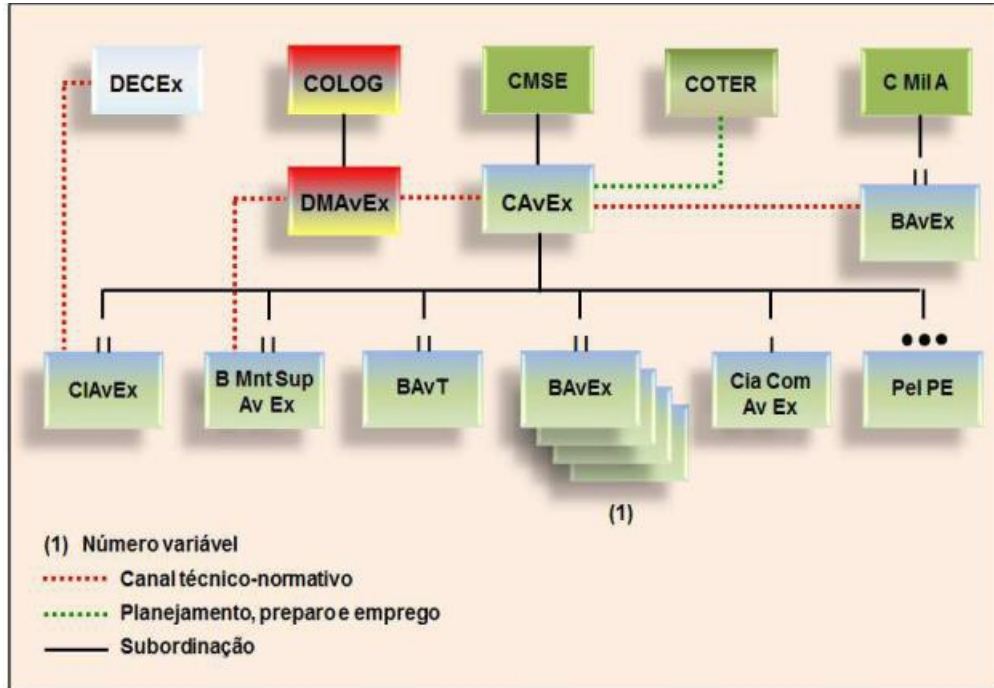 DECEx
COLOG
CMSE
COTER
C Mil A
DMAvEx
CAvEx
BAvEx
CIAvEx
B Mnt Sup
Av Ex
BAvT
BAvEx
Cia Com
Av Ex
Pel PE
(1)
(1) Número variável
Canal técnico-normativo
Planejamento, preparo e emprego
Subordinação